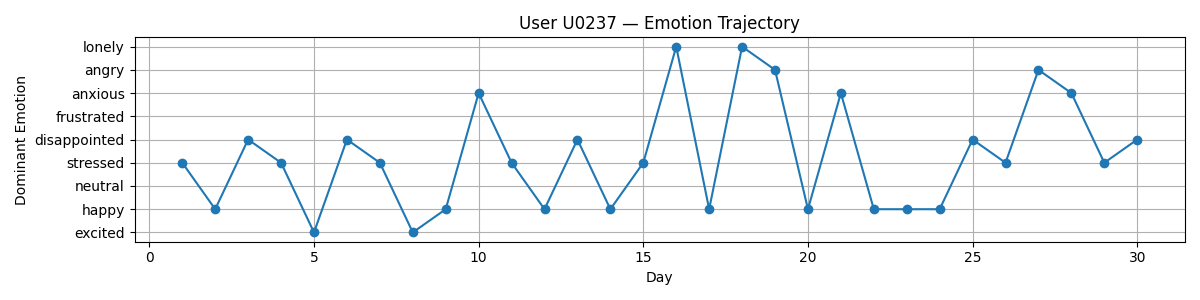 User U0237 — Emotion Trajectory
Dominant Emotion
lonely
angry
anxious
frustrated
disappointed
stressed
neutral
happy
excited
0 5 10 15 20 25 30
Day